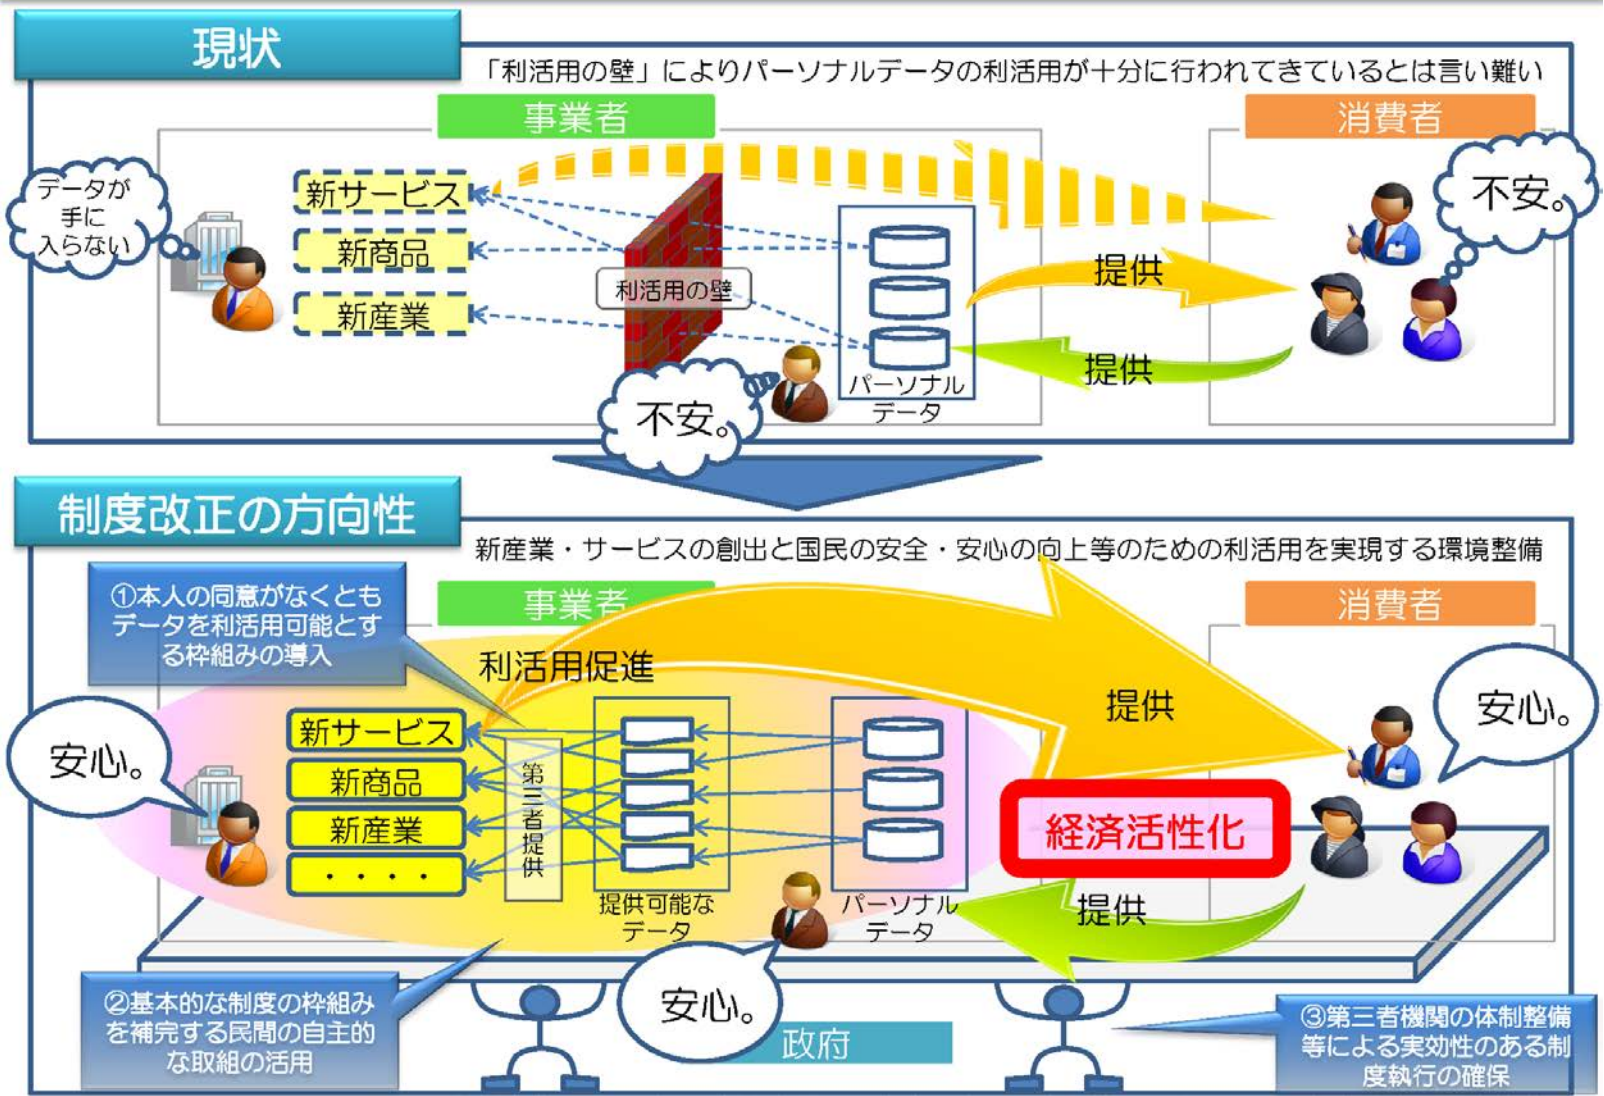 現状
「利活用の壁」によりパーソナルデータの利活用が十分に行われてきているとは言い難い
事業者
消費者
データが
手に
入らない
新サービス
新商品
新産業
利活用の壁
不安。
パーソナル
データ
提供
提供
不安。
制度改正の方向性
新産業・サービスの創出と国民の安全・安心の向上等のための利活用を実現する環境整備
①本人の同意がなくとも
データを利活用可能とす
る枠組みの導入
事業者
消費者
利活用促進
安心。
新サービス
新商品
新産業
・・・・
第三者提供
提供可能な
データ
パーソナル
データ
提供
経済活性化
提供
安心。
安心。
②基本的な制度の枠組み
を補完する民間の自主的
な取組の活用
政府
③第三者機関の体制整備
等による実効性のある制
度執行の確保